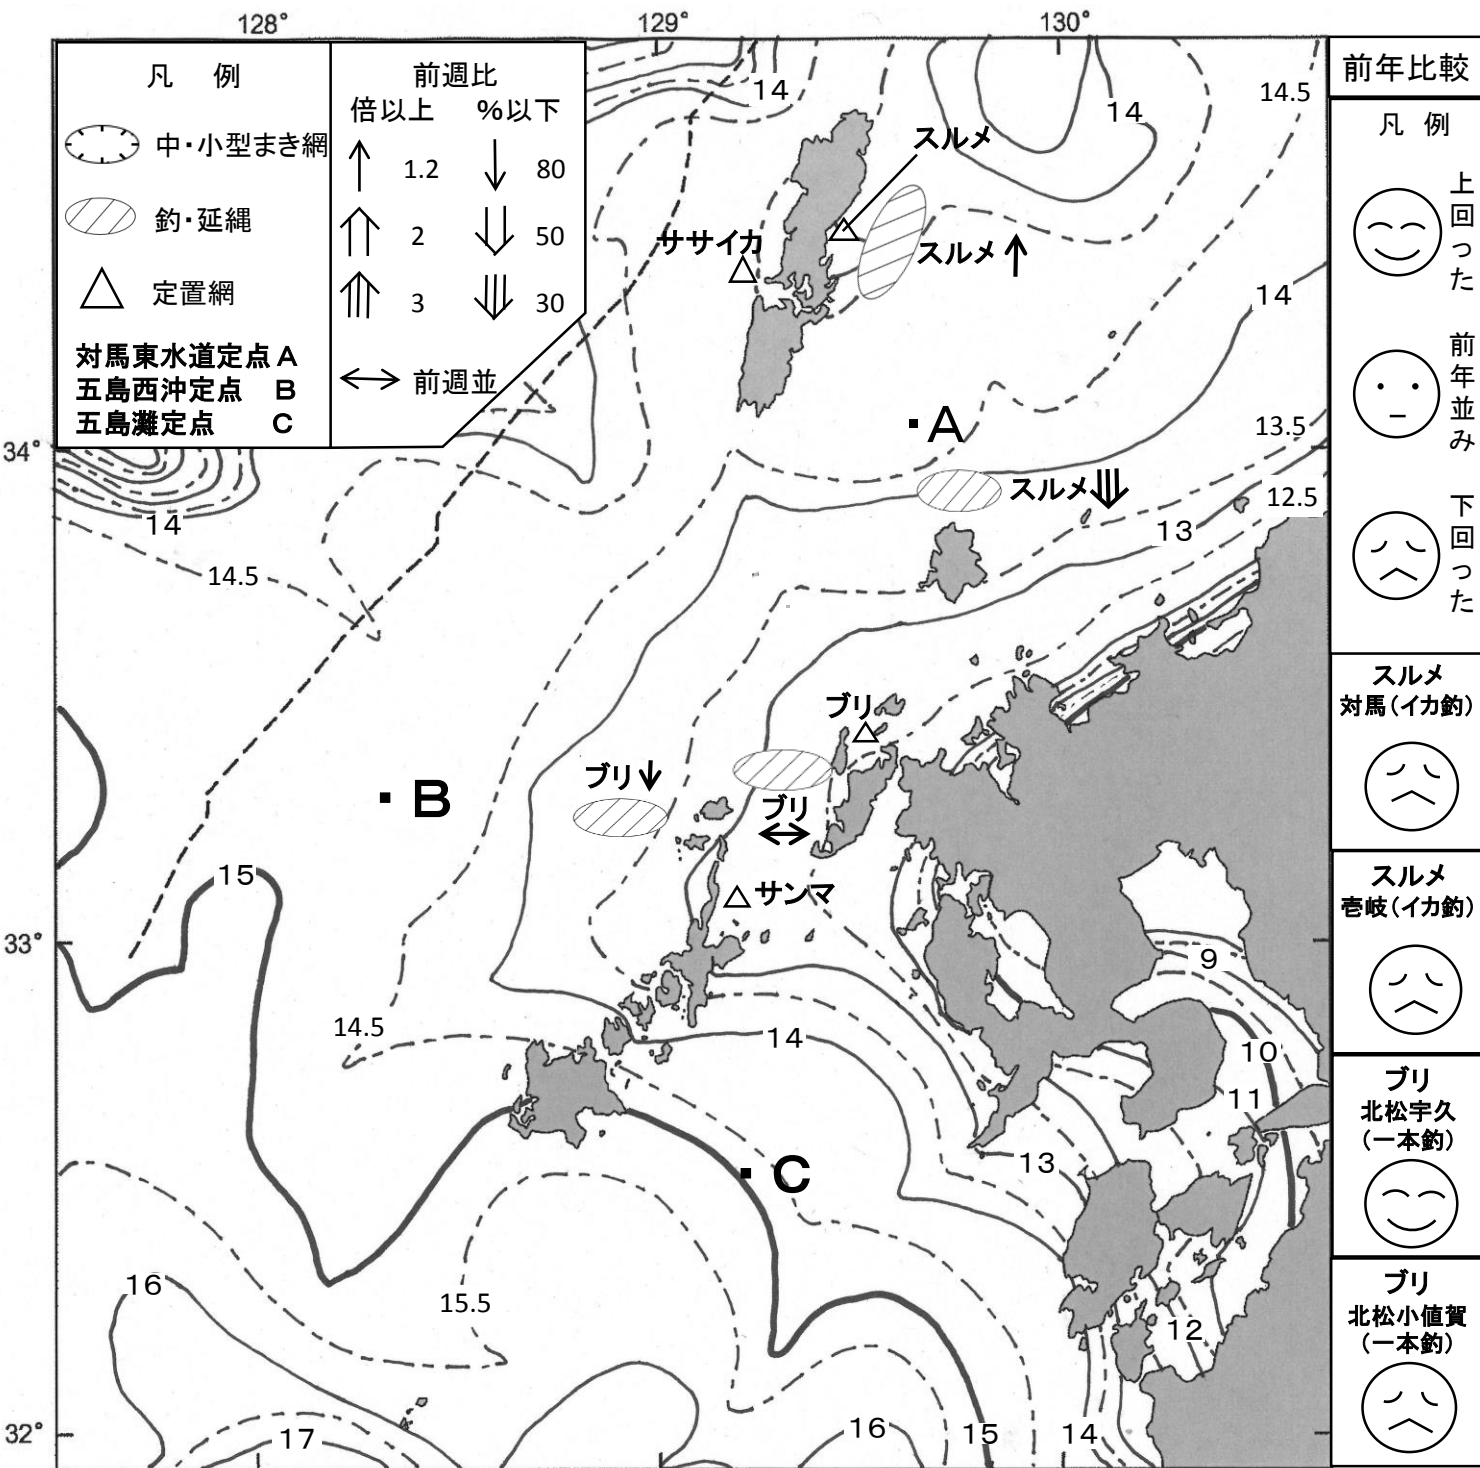 128°
129°
130°
凡 例
中・小型まき網
釣・延縄
定置網
対馬東水道定点 A
五島西沖定点 B
五島灘定点 C
前週比
倍以上 %以下
1.2 80
2 50
3 30
前週並
14
14
14.5
スルメ
ササイカ
スルメ
14
A
34°
13.5
スルメ
12.5
14
13
14.5
ブリ
ブリ
B
ブリ
15
サンマ
33°
9
14.5
14
10
11
13
C
16
15.5
12
32°
17
16
15
14
前年比較
凡 例
上回った
前年並み
下回った
スルメ
対馬(イカ釣)
スルメ
壱岐(イカ釣)
ブリ
北松宇久
(一本釣)
ブリ
北松小値賀
(一本釣)